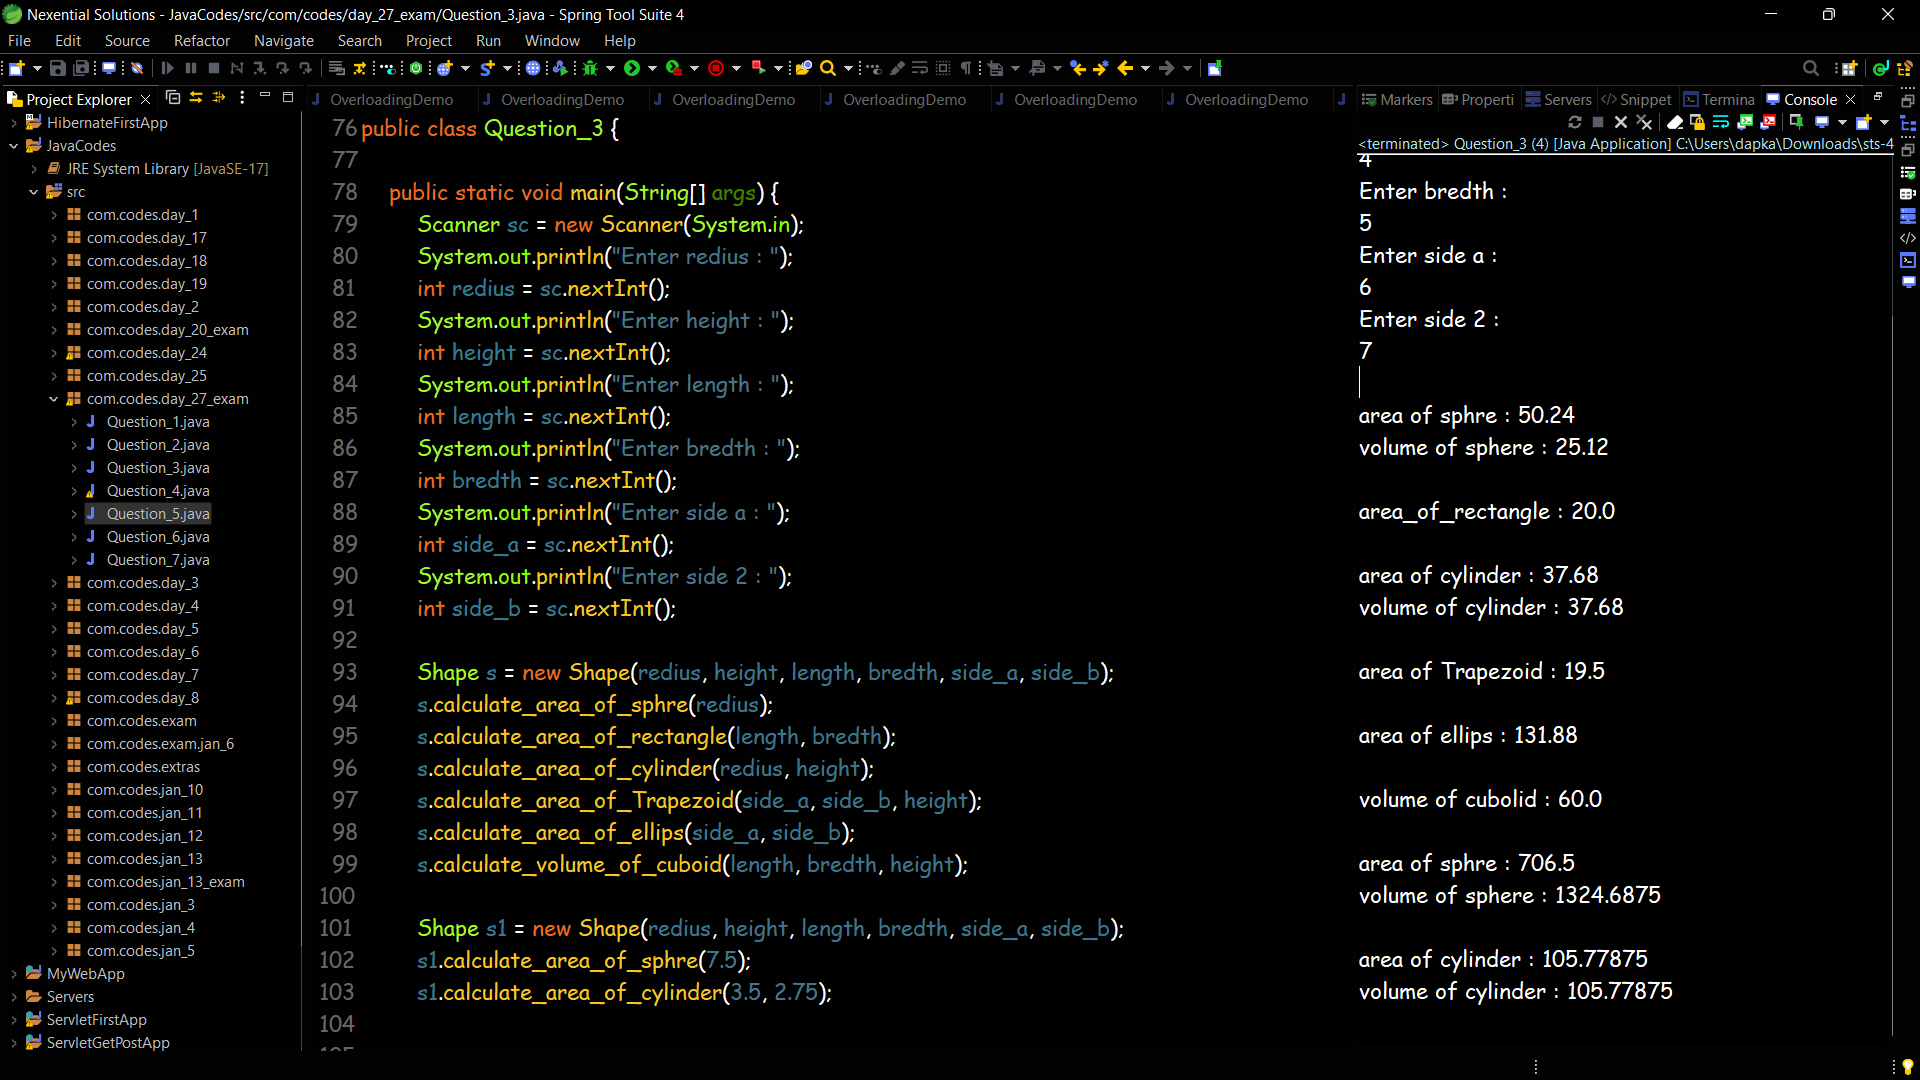 Nexential Solutions - JavaCodes/src/com/codes/day_27_exam/Question_3.java - Spring Tool Suite 4
File Edit Source Refactor Navigate Search Project Run Window Help
Project Explorer
HibernateFirstApp
JavaCodes
JRE System Library [JavaSE-17]
src
com.codes.day_1
com.codes.day_17
com.codes.day_18
com.codes.day_19
com.codes.day_2
com.codes.day_20_exam
com.codes.day_24
com.codes.day_25
com.codes.day_27_exam
Question_1.java
Question_2.java
Question_3.java
Question_4.java
Question_5.java
Question_6.java
Question_7.java
com.codes.day_3
com.codes.day_4
com.codes.day_5
com.codes.day_6
com.codes.day_7
com.codes.day_8
com.codes.exam
com.codes.exam.jan_6
com.codes.extras
com.codes.jan_10
com.codes.jan_11
com.codes.jan_12
com.codes.jan_13
com.codes.jan_13_exam
com.codes.jan_3
com.codes.jan_4
com.codes.jan_5
MyWebApp
Servers
ServletFirstApp
ServletGetPostApp
OverloadingDemo OverloadingDemo OverloadingDemo OverloadingDemo OverloadingDemo OverloadingDemo
76 public class Question_3 {
77
78 public static void main(String[] args) {
79 Scanner sc = new Scanner(System.in);
80 System.out.println("Enter redius : ");
81 int redius = sc.nextInt();
82 System.out.println("Enter height : ");
83 int height = sc.nextInt();
84 System.out.println("Enter length : ");
85 int length = sc.nextInt();
86 System.out.println("Enter bredth : ");
87 int bredth = sc.nextInt();
88 System.out.println("Enter side a : ");
89 int side_a = sc.nextInt();
90 System.out.println("Enter side 2 : ");
91 int side_b = sc.nextInt();
92
93 Shape s = new Shape(redius, height, length, bredth, side_a, side_b);
94 s.calculate_area_of_sphre(redius);
95 s.calculate_area_of_rectangle(length, bredth);
96 s.calculate_area_of_cylinder(redius, height);
97 s.calculate_area_of_Trapezoid(side_a, side_b, height);
98 s.calculate_area_of_ellips(side_a, side_b);
99 s.calculate_volume_of_cuboid(length, bredth, height);
100
101 Shape s1 = new Shape(redius, height, length, bredth, side_a, side_b);
102 s1.calculate_area_of_sphre(7.5);
103 s1.calculate_area_of_cylinder(3.5, 2.75);
104
Markers Properti Servers Snippet Termina Console
<terminated> Question_3 (4) [Java Application] C:\Users\dapka\Downloads\sts-4
4
Enter bredth :
5
Enter side a :
6
Enter side 2 :
7
area of sphre : 50.24
volume of sphere : 25.12
area_of_rectangle : 20.0
area of cylinder : 37.68
volume of cylinder : 37.68
area of Trapezoid : 19.5
area of ellips : 131.88
volume of cubolid : 60.0
area of sphre : 706.5
volume of sphere : 1324.6875
area of cylinder : 105.77875
volume of cylinder : 105.77875